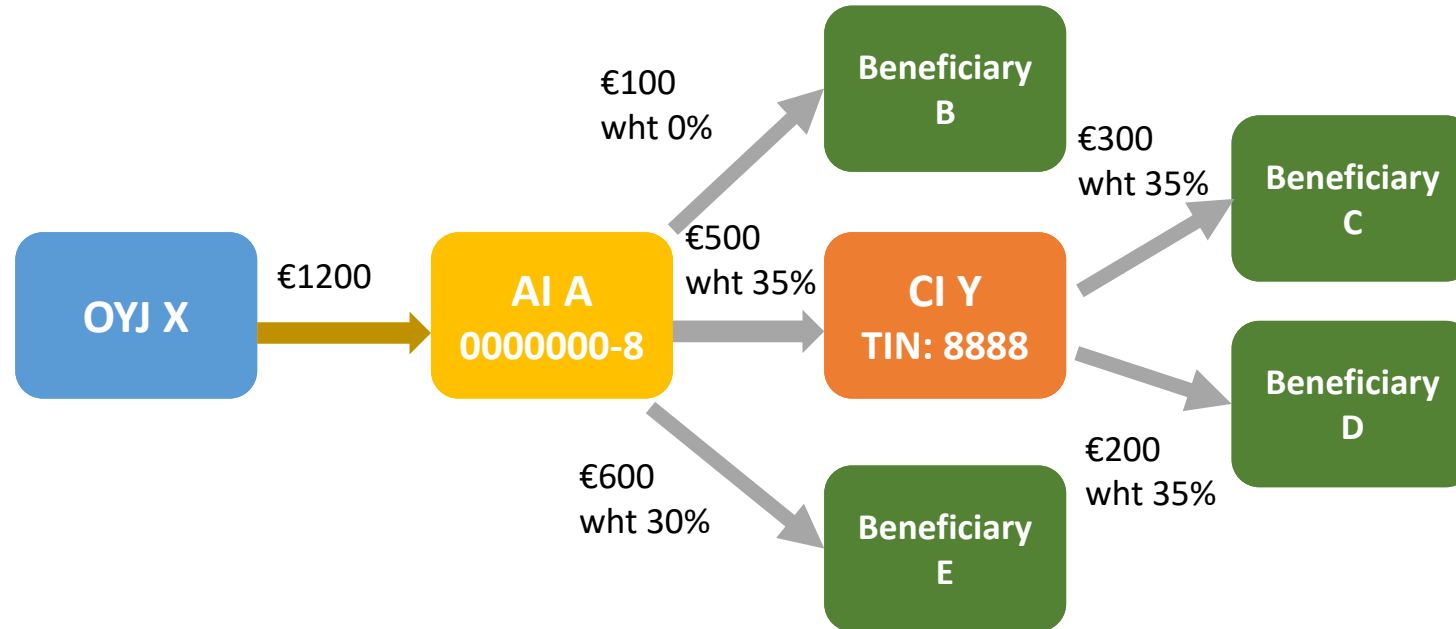 OYJ X
€1200
AI A
0000000-8
€100
wht 0%
Beneficiary
B
€500
wht 35%
CI Y
TIN: 8888
€600
wht 30%
Beneficiary
E
€300
wht 35%
Beneficiary
C
€200
wht 35%
Beneficiary
D